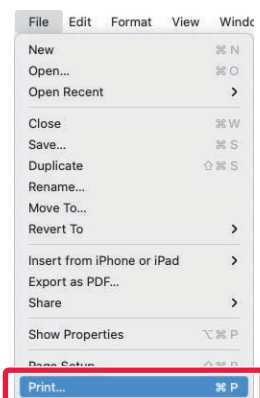 File Edit Format View
New ⌘ N
Open... ⌘ O
Open Recent >
Close ⌘ W
Save... ⌘ S
Duplicate ⇧ ⌘ S
Rename...
Move To...
Revert To >
Insert from iPhone or iPad >
Export as PDF...
Share >
Show Properties ⌥ ⌘ P
Page Setup ⇧ ⌘ P
Print... ⌘ P